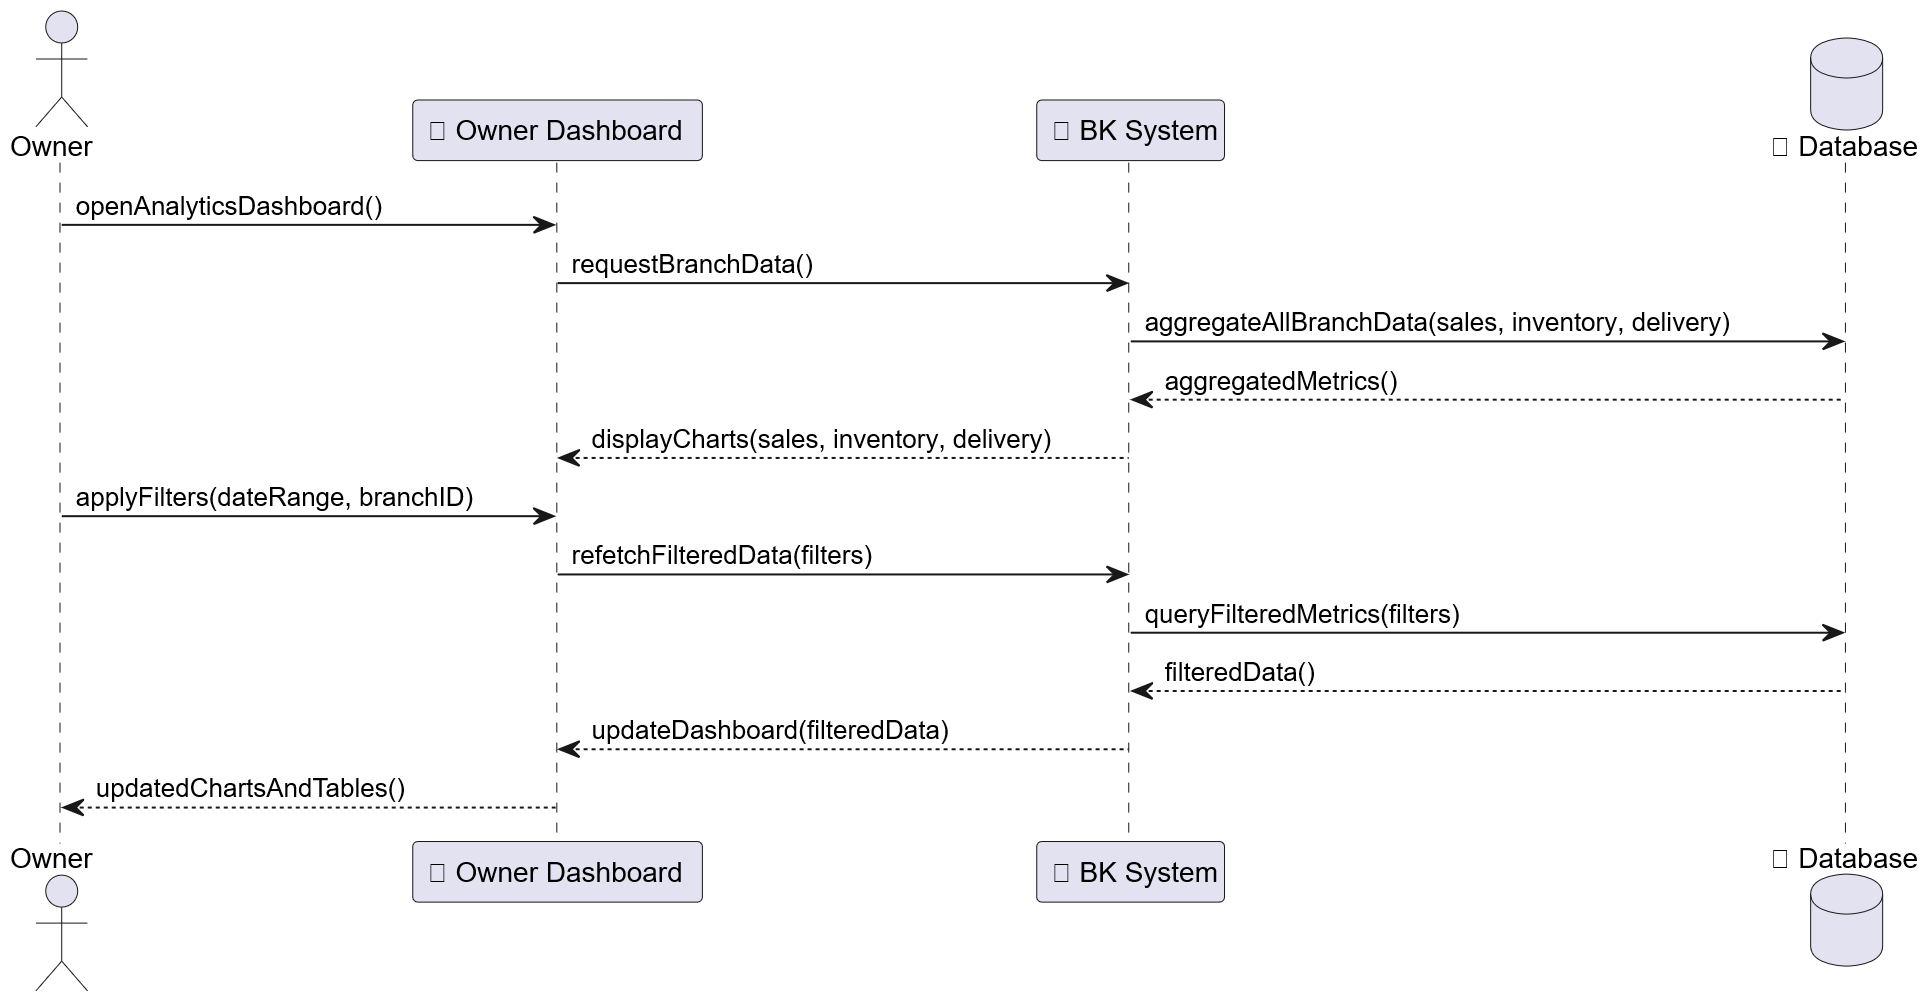 Owner
Owner Dashboard
BK System
Database
openAnalyticsDashboard()
requestBranchData()
aggregateAllBranchData(sales, inventory, delivery)
aggregatedMetrics()
displayCharts(sales, inventory, delivery)
applyFilters(dateRange, branchID)
refetchFilteredData(filters)
queryFilteredMetrics(filters)
filteredData()
updateDashboard(filteredData)
updatedChartsAndTables()
Owner
Owner Dashboard
BK System
Database